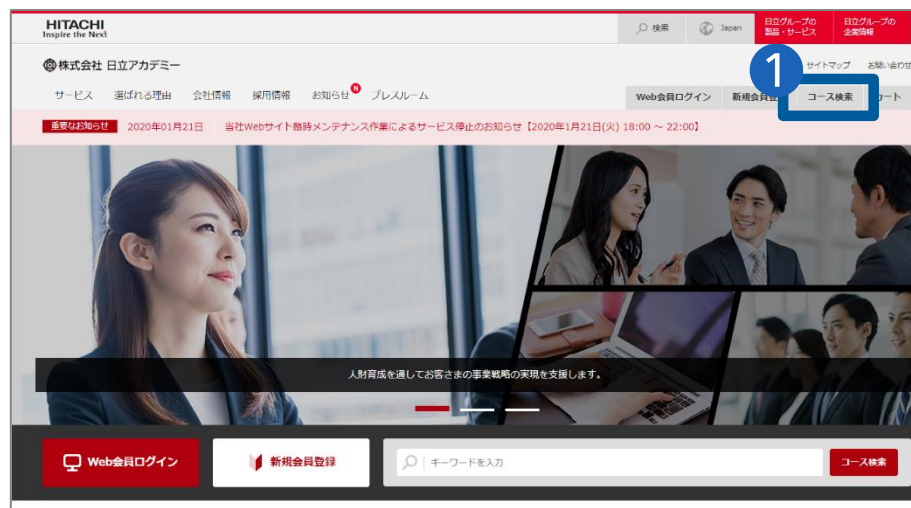 HITACHI
Inspire the Next
検索
Japan
日立グループの
製品・サービス
日立グループの
企業情報
株式会社 日立アカデミー
1
サイトマップ
お問い合わせ
サービス
選ばれる理由
会社情報
採用情報
お知らせ
N
プレスルーム
Web会員ログイン
新規会員登
コース検索
ート
重要なお知らせ
2020年01月21日
当社Webサイト臨時メンテナンス作業によるサービス停止のお知らせ【2020年1月21日(火) 18:00 ～ 22:00】
人財育成を通してお客さまの事業戦略の実現を支援します。
Web会員ログイン
新規会員登録
キーワードを入力
コース検索